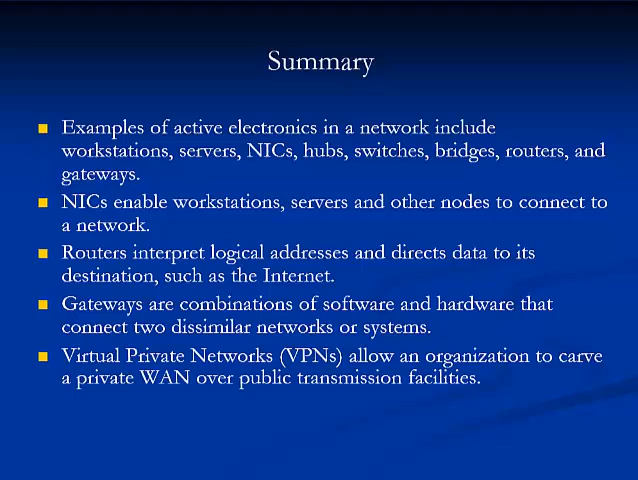 Summary
Examples of active electronics in a network include
workstations, servers, NICs, hubs, switches, bridges, routers, and
gateways.
NICs enable workstations, servers and other nodes to connect to
a network.
Routers interpret logical addresses and directs data to its
destination, such as the Internet.
Gateways are combinations of software and hardware that
connect two dissimilar networks or systems.
Virtual Private Networks (VPNs) allow an organization to carve
a private WAN over public transmission facilities.